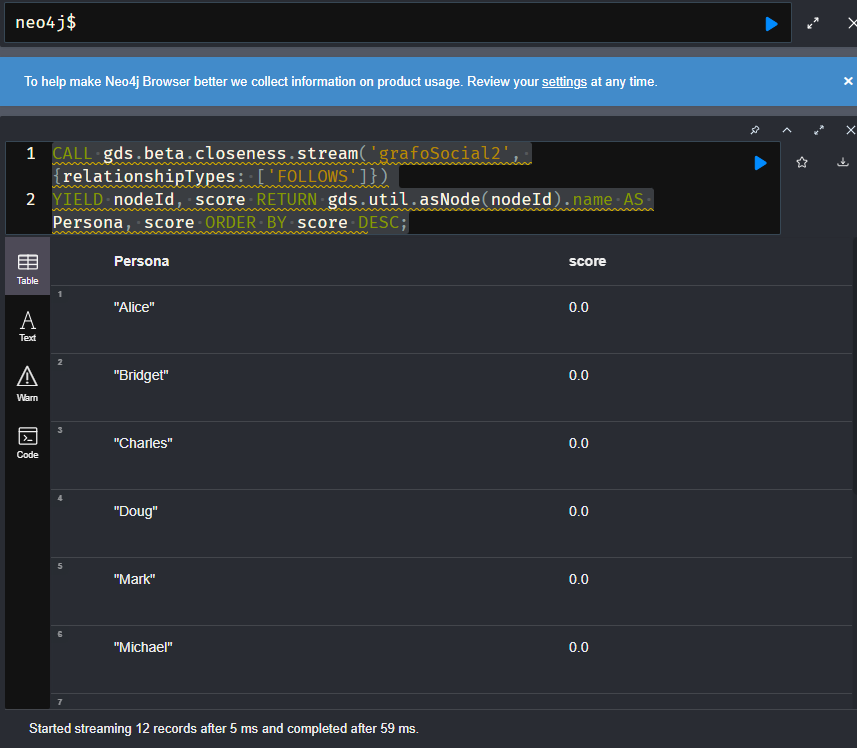 neo4j$
To help make Neo4j Browser better we collect information on product usage. Review your settings at any time.
1 CALL gds.beta.closeness.stream('grafoSocial2',
{relationshipTypes: ['FOLLOWS']})
2 YIELD nodeId, score RETURN gds.util.asNode(nodeId).name AS
Persona, score ORDER BY score DESC;
Table
Text
Warn
Code
Persona score
1 "Alice" 0.0
2 "Bridget" 0.0
3 "Charles" 0.0
4 "Doug" 0.0
5 "Mark" 0.0
6 "Michael" 0.0
7
Started streaming 12 records after 5 ms and completed after 59 ms.